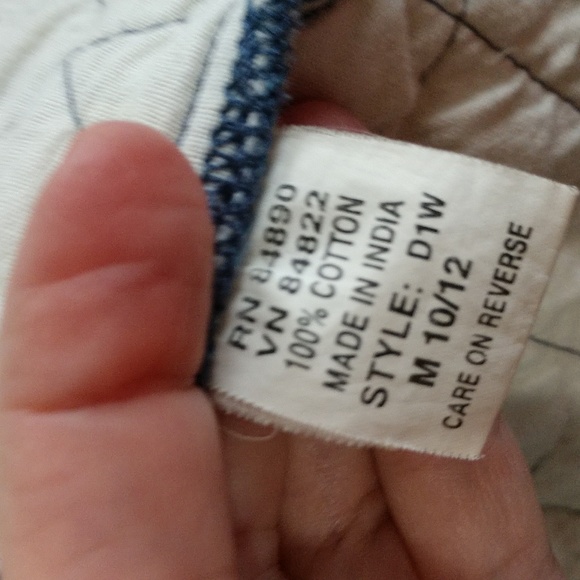 RN 84890
VN 84822
100% COTTON
MADE IN INDIA
STYLE: D1W
M 10/12
CARE ON REVERSE